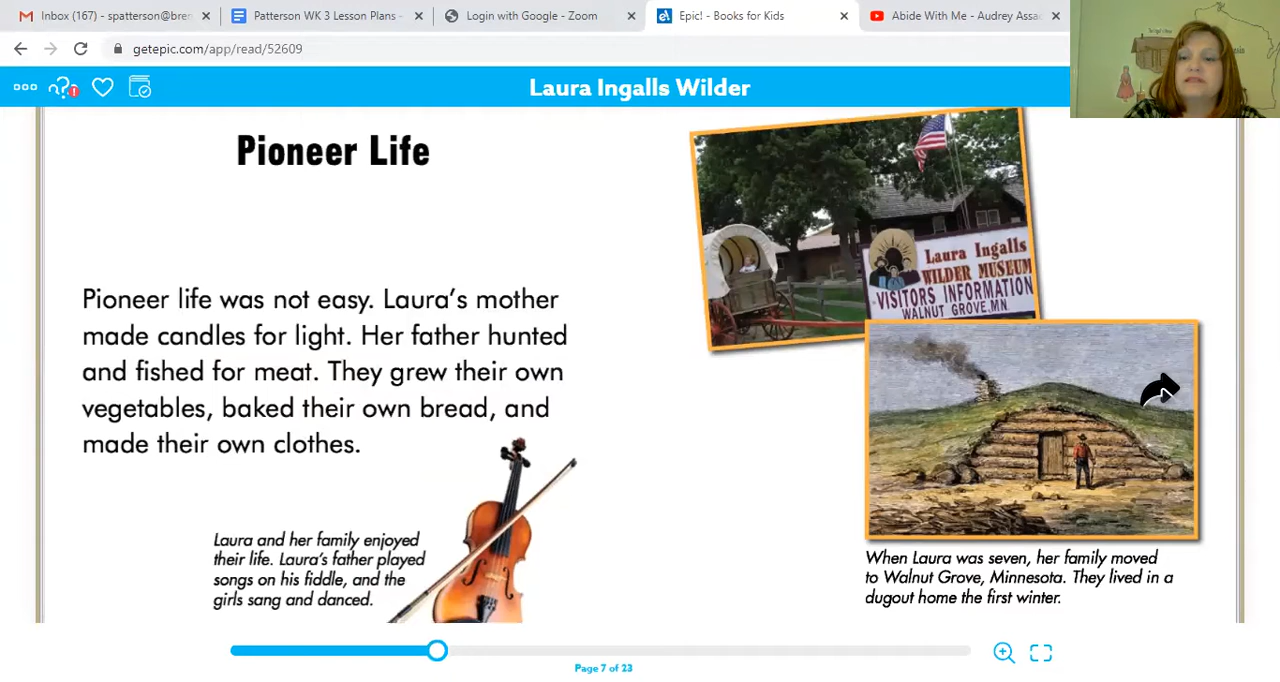 Inbox (167) - spatterson@bren
Patterson WK 3 Lesson Plans -
Login with Google - Zoom
Epic! - Books for Kids
Abide With Me - Audrey Assa
getepic.com/app/read/52609
Laura Ingalls Wilder
Pioneer Life
Pioneer life was not easy. Laura's mother
made candles for light. Her father hunted
and fished for meat. They grew their own
vegetables, baked their own bread, and
made their own clothes.
Laura and her family enjoyed
their life. Laura's father played
songs on his fiddle, and the
girls sang and danced.
Laura Ingalls
WILDER MUSEUM
VISITORS INFORMATION
WALNUT GROVE, MN
When Laura was seven, her family moved
to Walnut Grove, Minnesota. They lived in a
dugout home the first winter.
Page 7 of 23